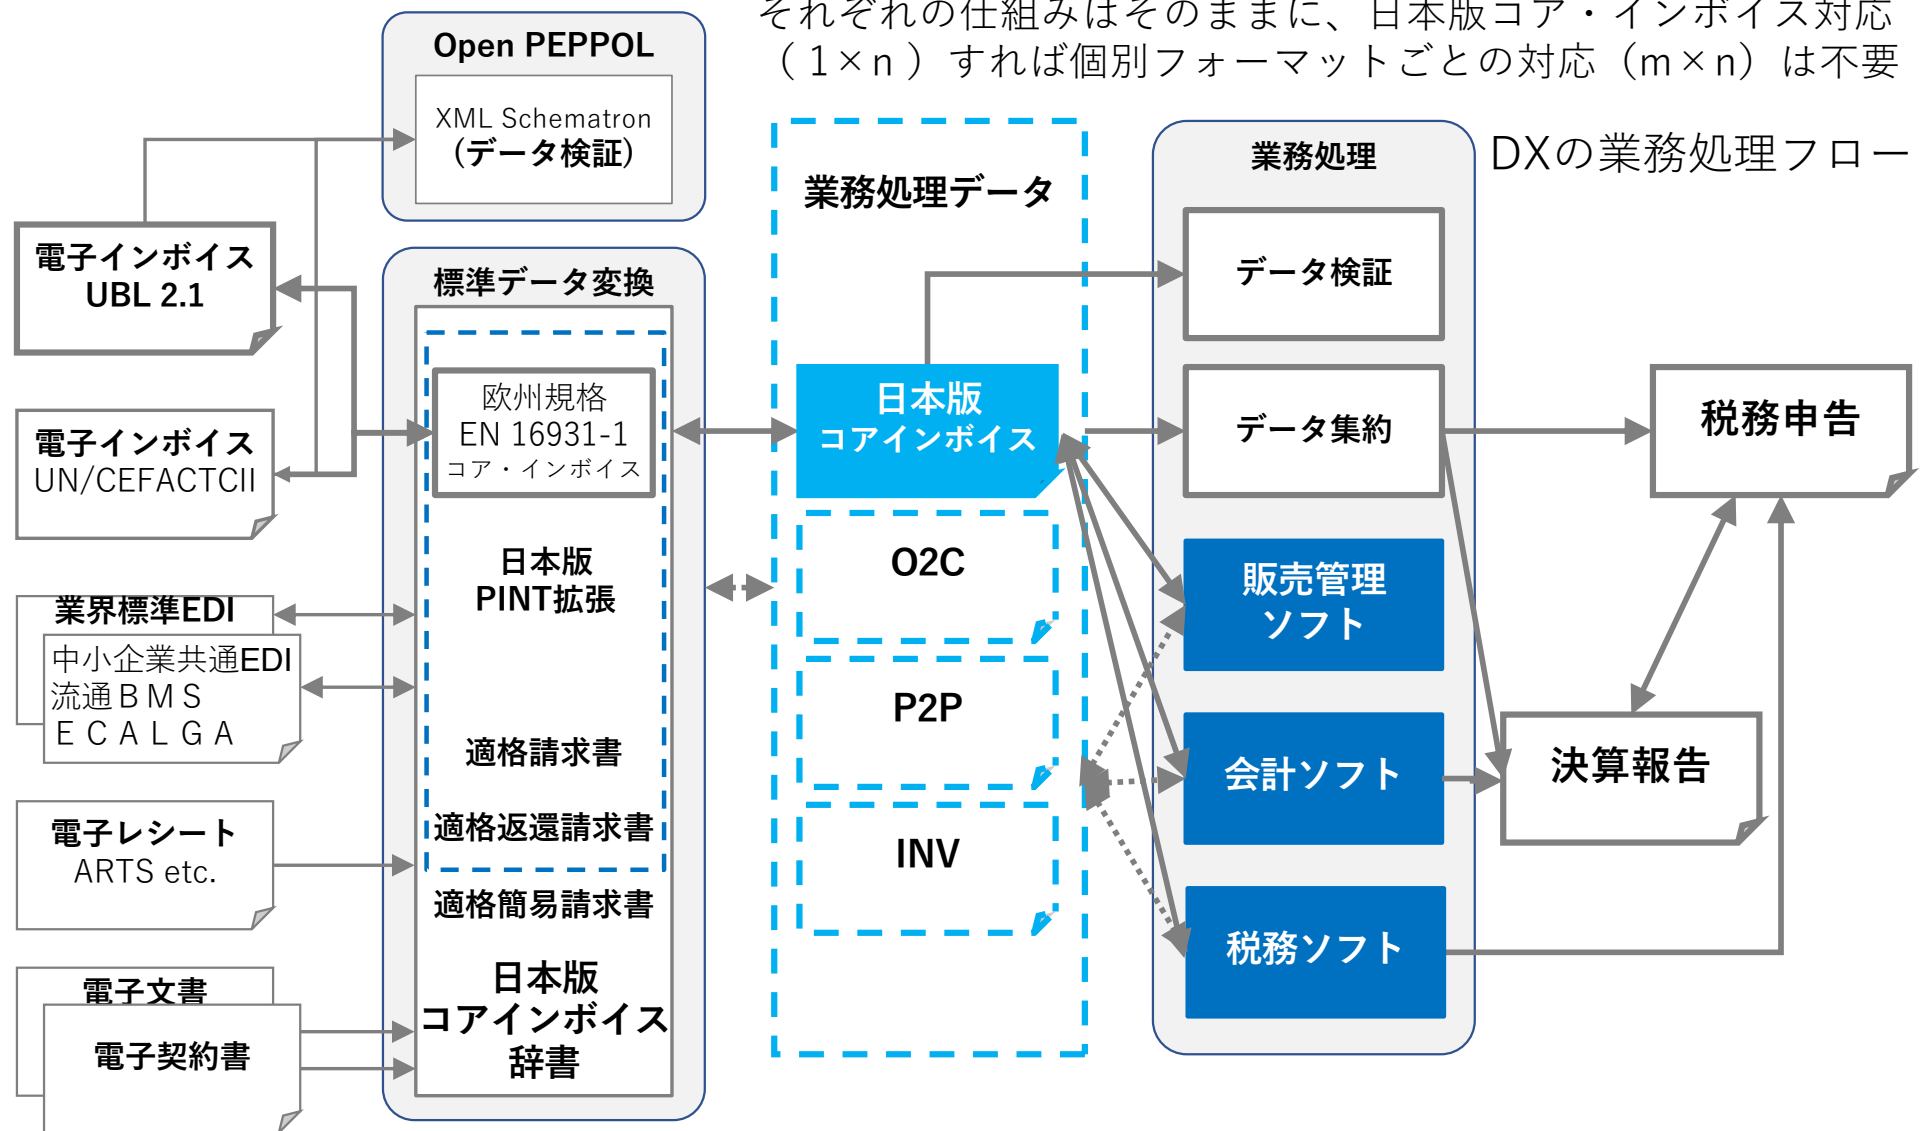 それぞれの仕組みはそのままに、日本版コア・インボイス対応
（1×n ）すれば個別フォーマットごとの対応（m×n）は不要
DXの業務処理フロー
Open PEPPOL
XML Schematron
(データ検証)
電子インボイス
UBL 2.1
電子インボイス
UN/CEFACTCII
業界標準EDI
中小企業共通EDI
流通ＢＭＳ
ＥＣＡＬＧＡ
電子レシート
ARTS etc.
電子文書
電子契約書
標準データ変換
欧州規格
EN 16931-1
コア・インボイス
日本版
PINT拡張
適格請求書
適格返還請求書
適格簡易請求書
日本版
コアインボイス
辞書
業務処理データ
日本版
コアインボイス
O2C
P2P
INV
業務処理
データ検証
データ集約
販売管理
ソフト
会計ソフト
税務ソフト
税務申告
決算報告